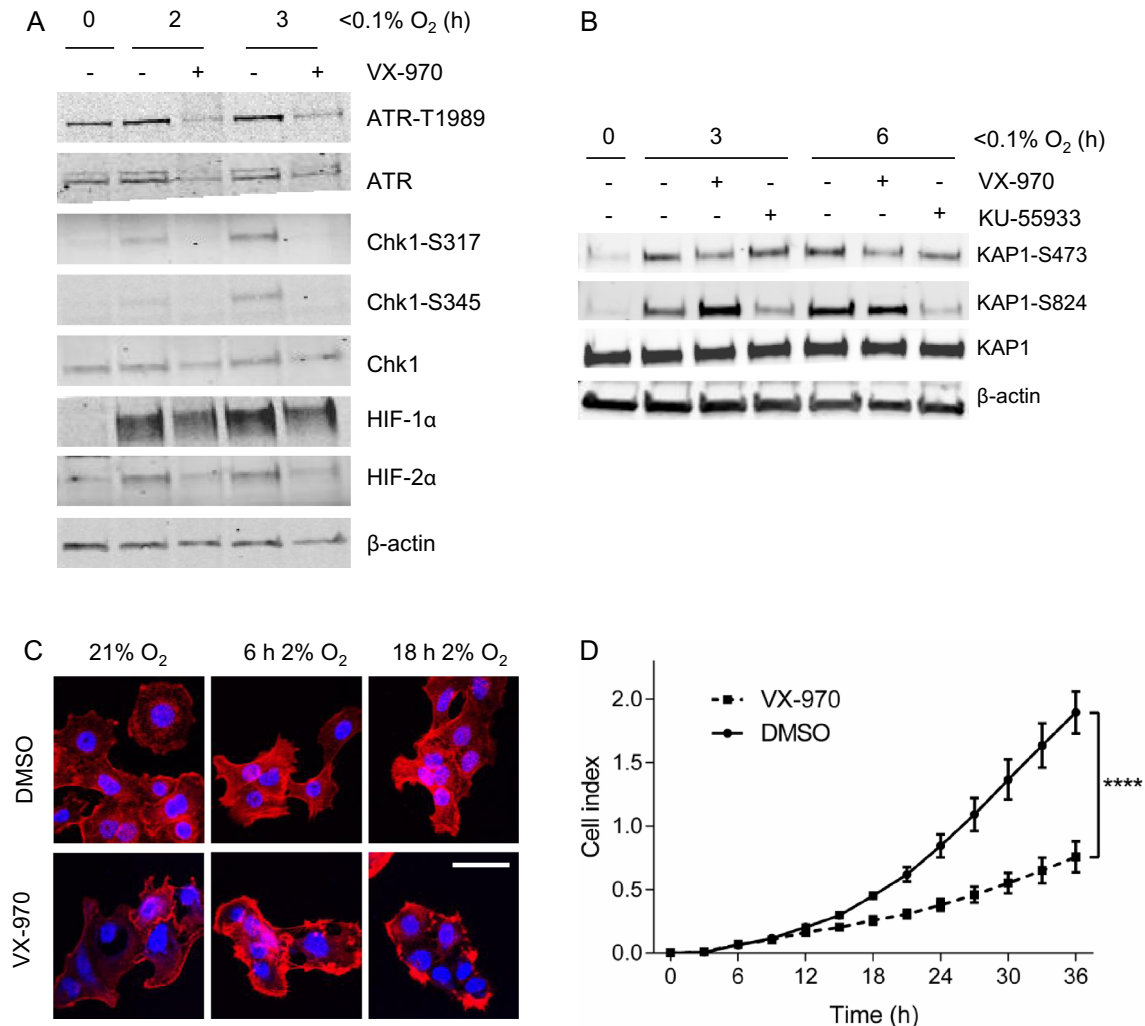 A
0 2 3 <0.1% O₂ (h)
- - + - + VX-970
ATR-T1989
ATR
Chk1-S317
Chk1-S345
Chk1
HIF-1α
HIF-2α
β-actin
B
0 3 6 <0.1% O₂ (h)
- - + - - + - VX-970
- - - + - - + KU-55933
KAP1-S473
KAP1-S824
KAP1
β-actin
C
21% O₂ 6 h 2% O₂ 18 h 2% O₂
DMSO
VX-970
D
VX-970
DMSO
****
Cell index
2.0
1.5
1.0
0.5
0.0
0 6 12 18 24 30 36
Time (h)